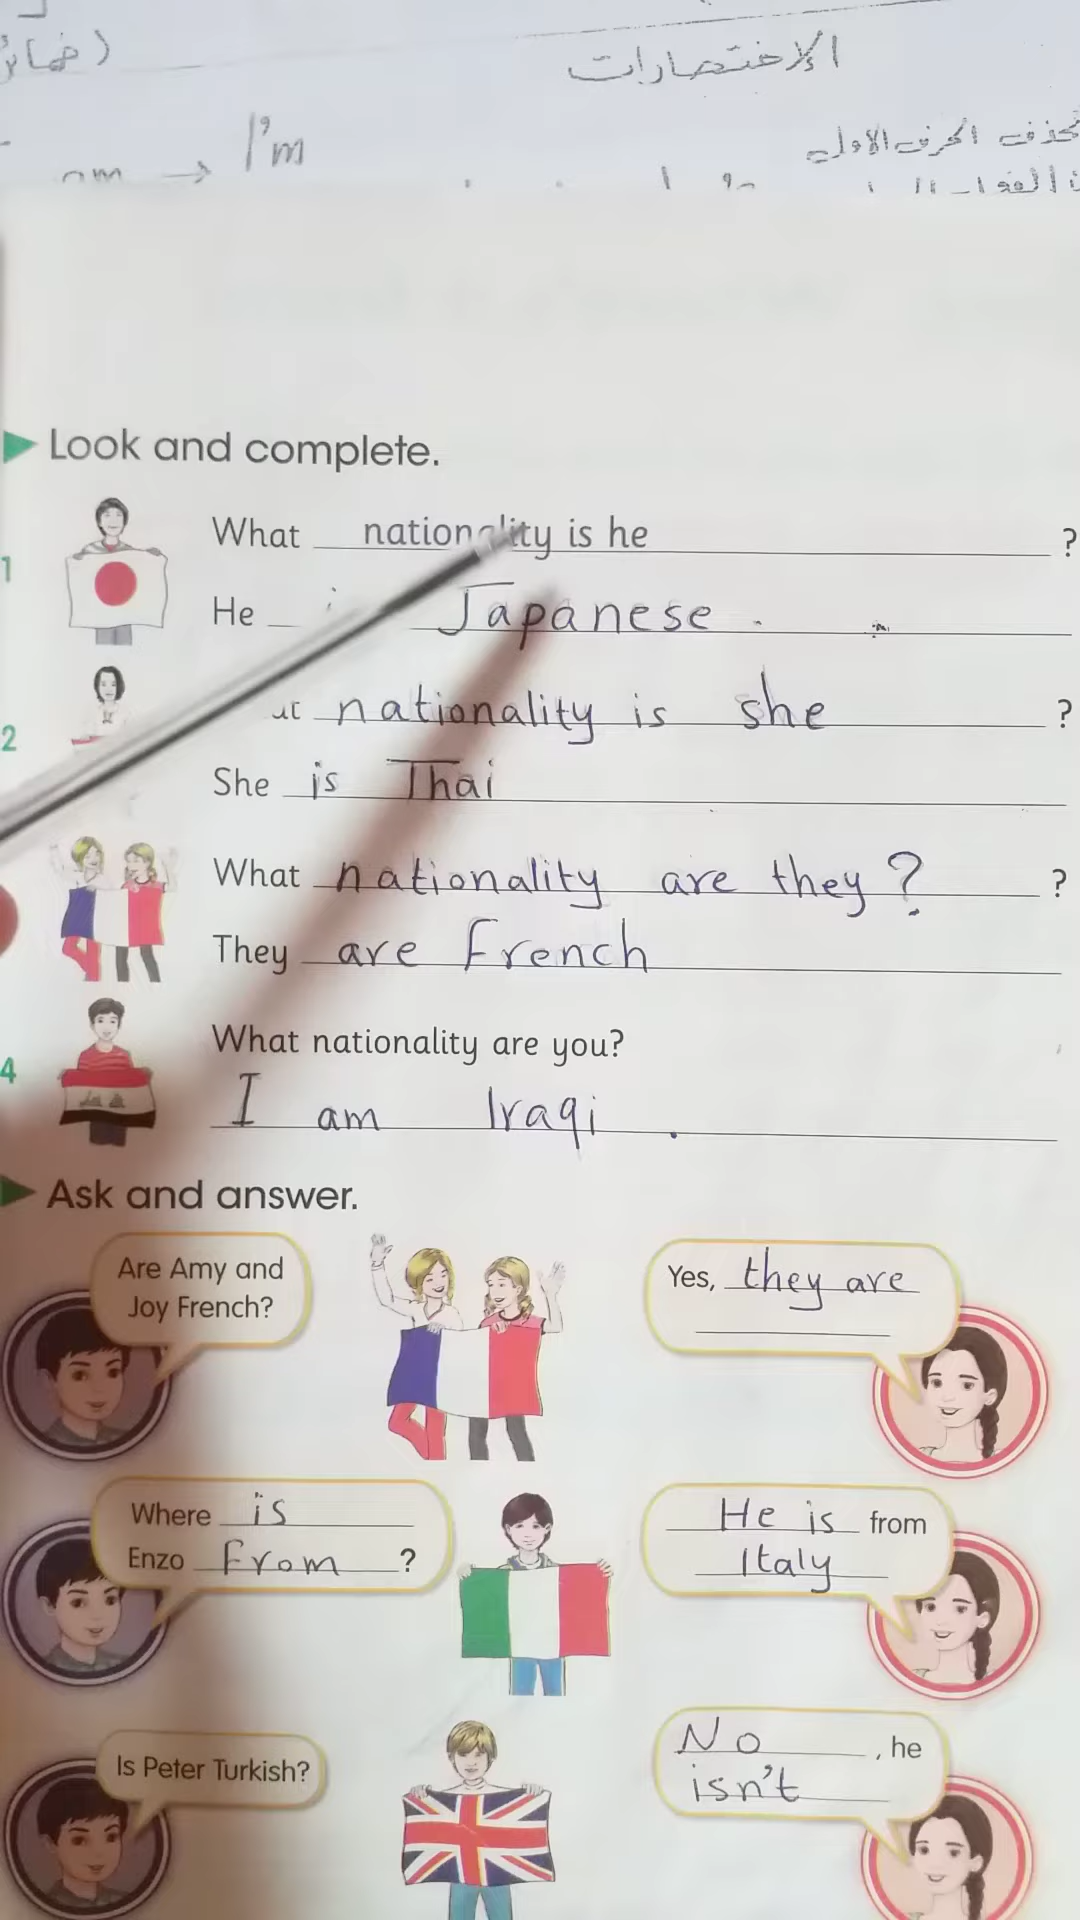 الاختصارات
I'm
am →
تحذف الحرف الاول
Look and complete.
1
What nationality is he ?
He Japanese .
2
nationality is she ?
She is Thai
What nationality are they ? ?
They are French
4
What nationality are you?
I am Iraqi .
Ask and answer.
Are Amy and
Joy French?
Yes, they are
Where is
Enzo From ?
He is from
Italy
Is Peter Turkish?
No , he
isn't